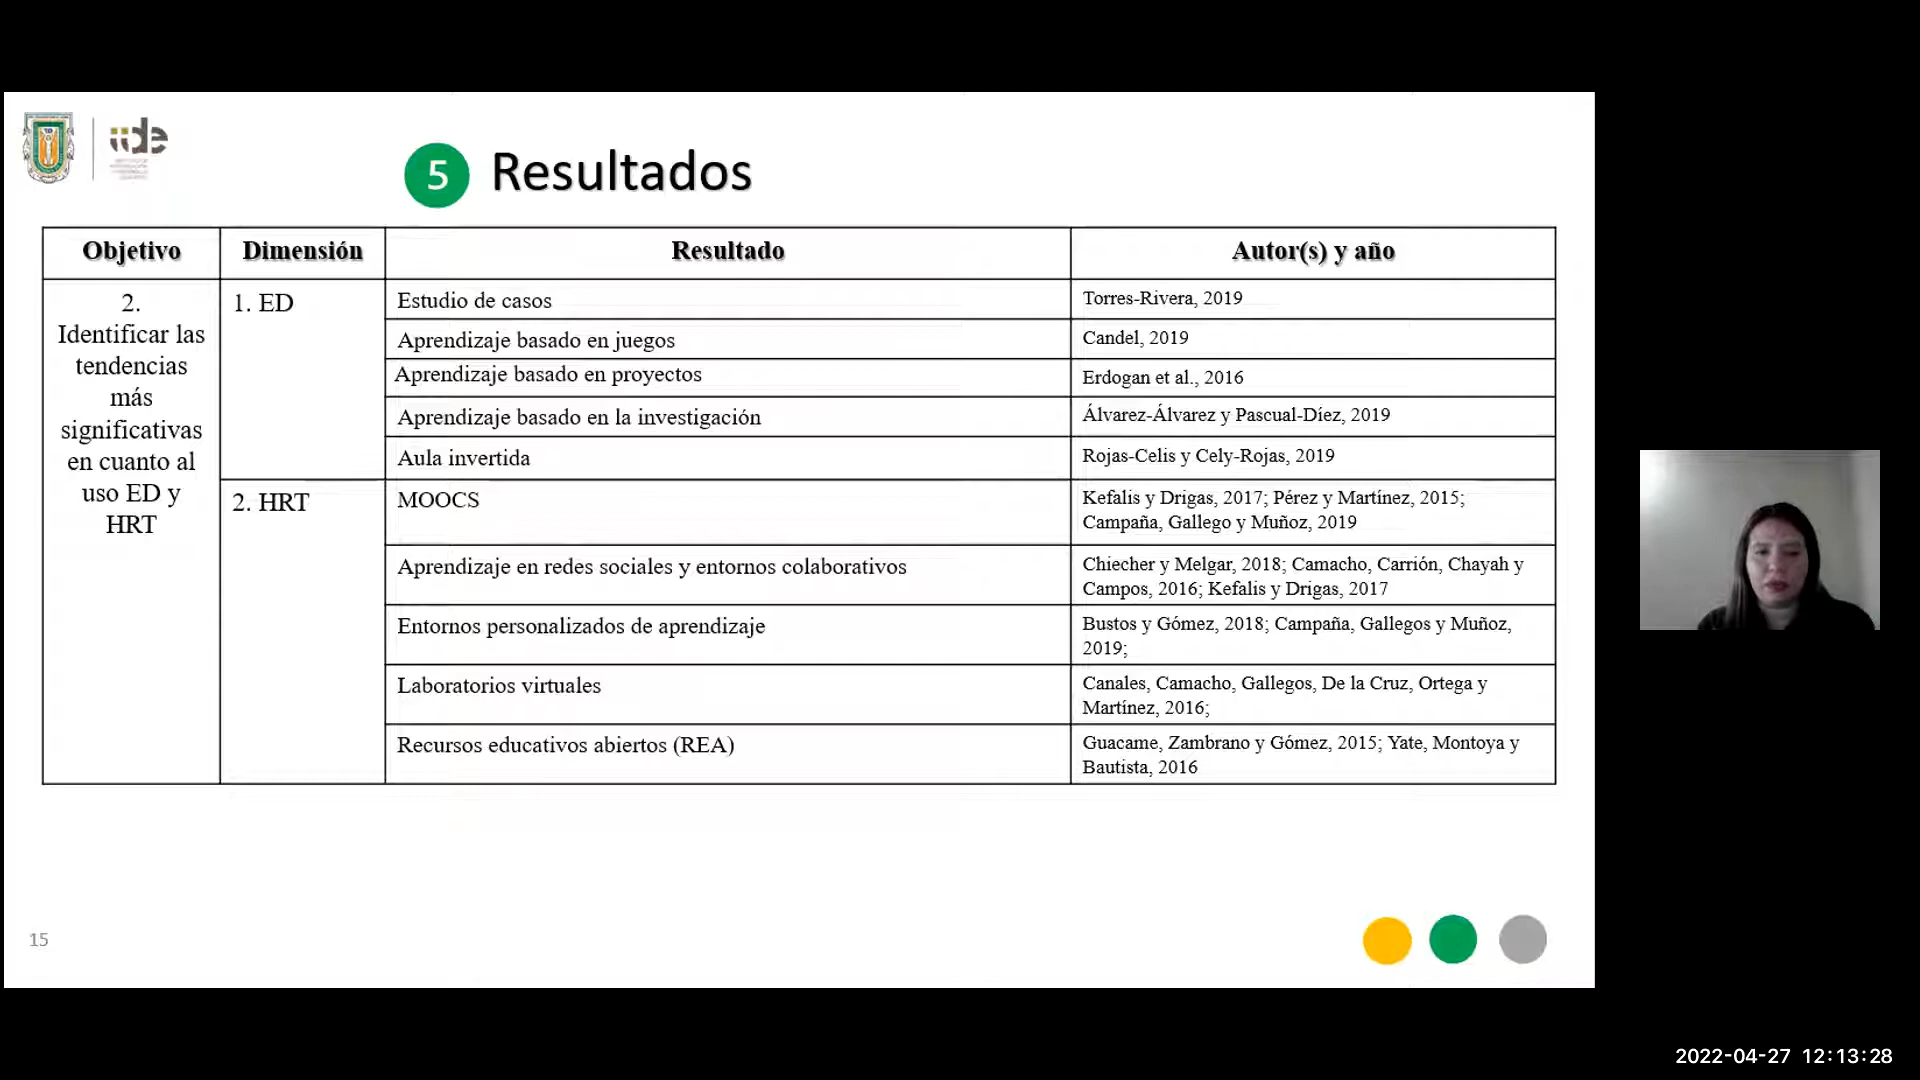 iide
5 Resultados
Objetivo Dimensión Resultado Autor(s) y año
2.
Identificar las
tendencias
más
significativas
en cuanto al
uso ED y
HRT
1. ED
Estudio de casos
Torres-Rivera, 2019
Aprendizaje basado en juegos
Candel, 2019
Aprendizaje basado en proyectos
Erdogan et al., 2016
Aprendizaje basado en la investigación
Álvarez-Álvarez y Pascual-Díez, 2019
Aula invertida
Rojas-Celis y Cely-Rojas, 2019
2. HRT
MOOCS
Kefalis y Drigas, 2017; Pérez y Martínez, 2015;
Campaña, Gallego y Muñoz, 2019
Aprendizaje en redes sociales y entornos colaborativos
Chiecher y Melgar, 2018; Camacho, Carrión, Chayah y
Campos, 2016; Kefalis y Drigas, 2017
Entornos personalizados de aprendizaje
Bustos y Gómez, 2018; Campaña, Gallegos y Muñoz,
2019;
Laboratorios virtuales
Canales, Camacho, Gallegos, De la Cruz, Ortega y
Martínez, 2016;
Recursos educativos abiertos (REA)
Guacame, Zambrano y Gómez, 2015; Yate, Montoya y
Bautista, 2016
15
2022-04-27 12:13:28